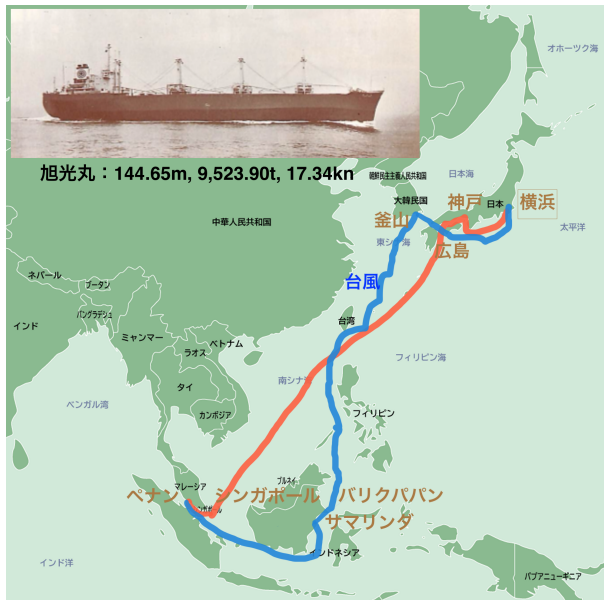 オホーツク海
旭光丸：144.65m, 9,523.90t, 17.34kn
朝鮮民主主義人民共和国
日本海
大韓民国
神戸
日本
横浜
釜山
中華人民共和国
太平洋
東シナ海
広島
ネパール
ブータン
台風
バングラデシュ
インド
台湾
ミャンマー
ベトナム
ラオス
フィリピン海
タイ
南シナ海
ベンガル湾
カンボジア
フィリピン
ブルネイ
マレーシア
ペナン
シンガポール
バリクパパン
サマリンダ
インドネシア
インド洋
パプアニューギニア